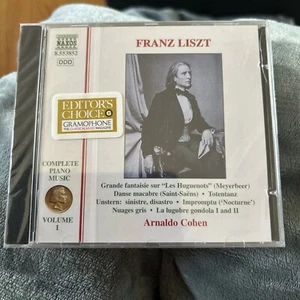 NAXOS
8.553852
DDD
FRANZ LISZT
EDITOR'S
CHOICE
GRAMOPHONE
COMPLETE
PIANO
MUSIC
VOLUME
1
Grande fantaisie sur "Les Huguenots" (Meyerbeer)
Danse macabre (Saint-Saëns) • Totentanz
Unstern: sinistre, disastro • Impromptu ('Nocturne')
Nuages gris • La lugubre gondola I and II
Arnaldo Cohen